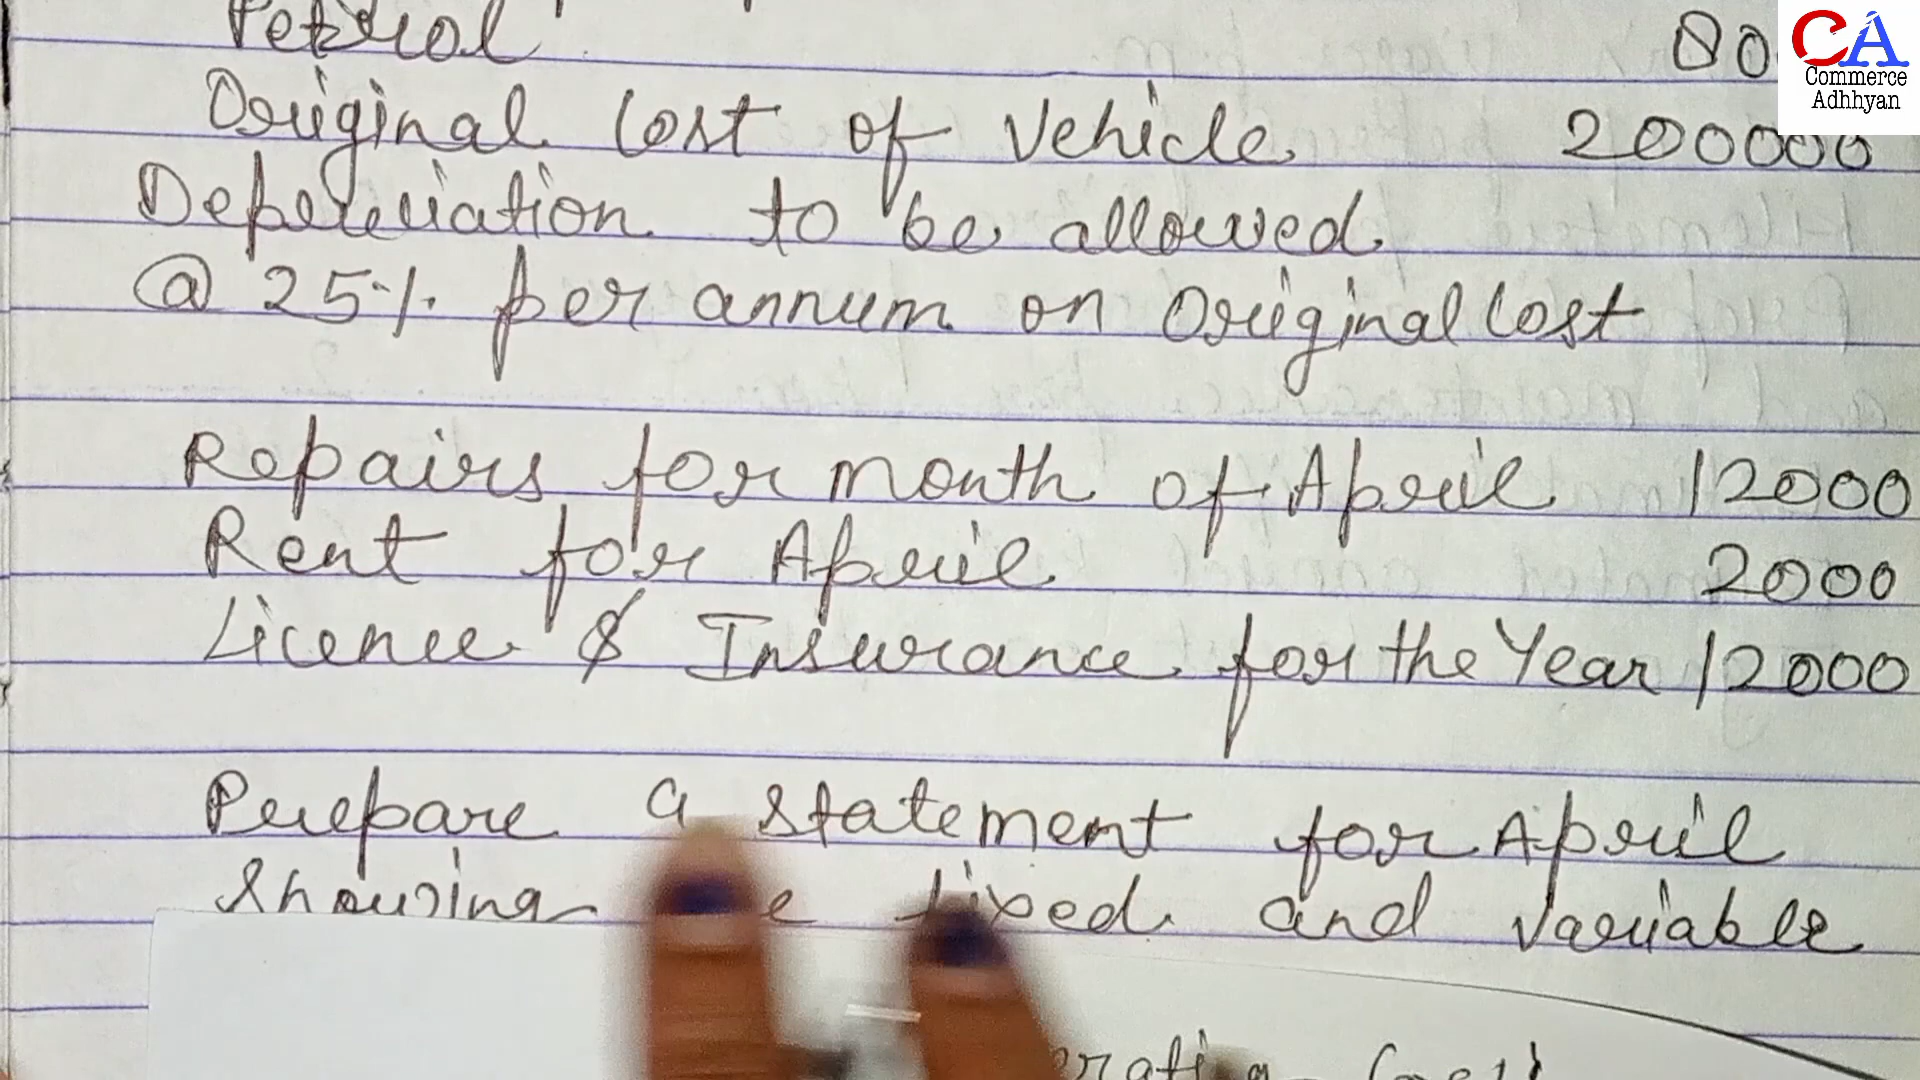 Petrol 80
CA
Commerce
Adhhyan
Original Cost of Vehicle 200000
Depreciation to be allowed
@ 25% per annum on Original Cost
Repairs for month of April 12000
Rent for April 2000
Licence & Insurance for the Year 12000
Prepare a statement for April
Showing fixed and variable